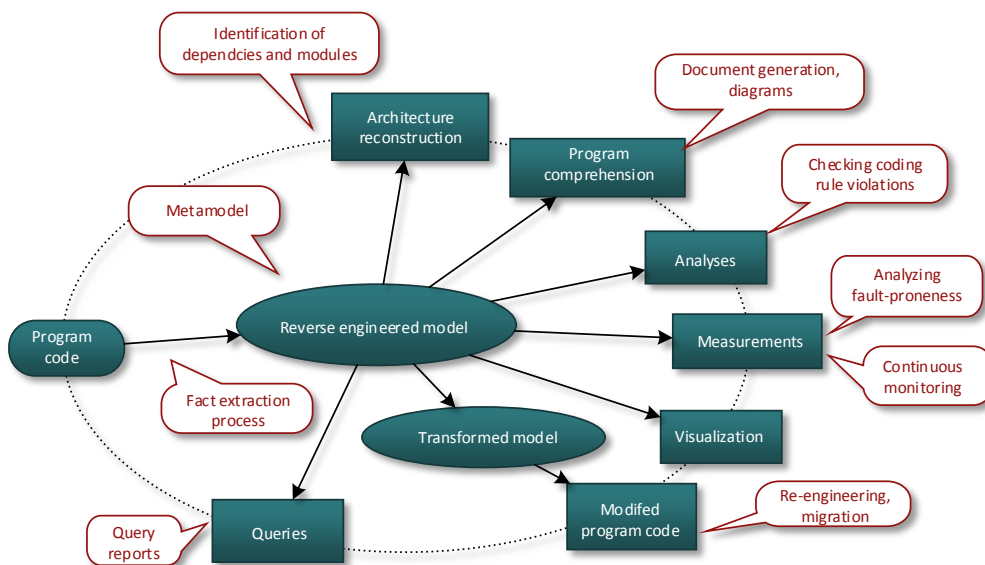 Identification of
dependcies and modules
Document generation,
diagrams
Architecture
reconstruction
Program
comprehension
Checking coding
rule violations
Metamodel
Analyses
Analyzing
fault-proneness
Reverse engineered model
Program
code
Measurements
Continuous
monitoring
Fact extraction
process
Transformed model
Visualization
Query
reports
Queries
Modifed
program code
Re-engineering,
migration